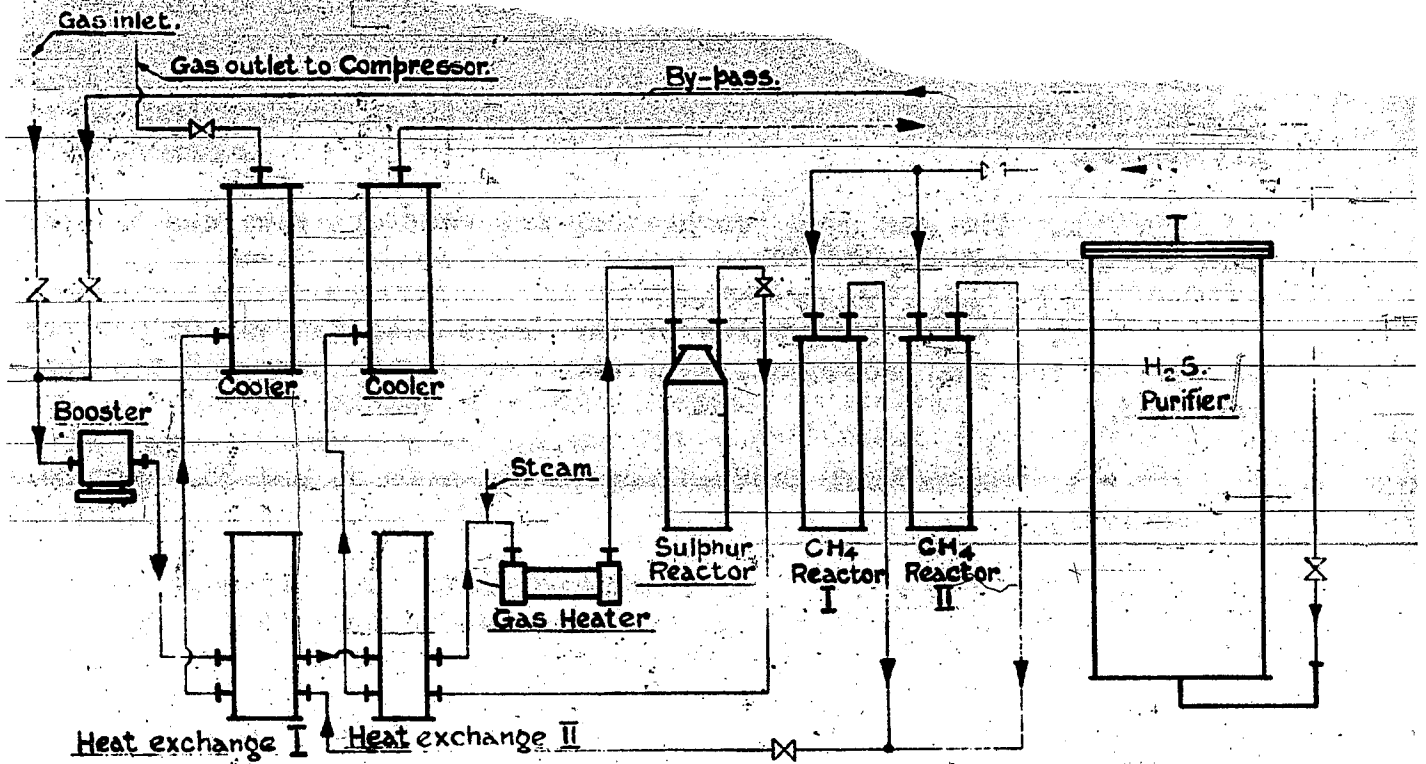 Gas inlet.
Gas outlet to Compressor.
By-pass.
Cooler
Cooler
H2S.
Purifier.
Booster
Steam
Sulphur
Reactor
CH4
Reactor
I
CH4
Reactor
II
Gas Heater
Heat exchange I
Heat exchange II